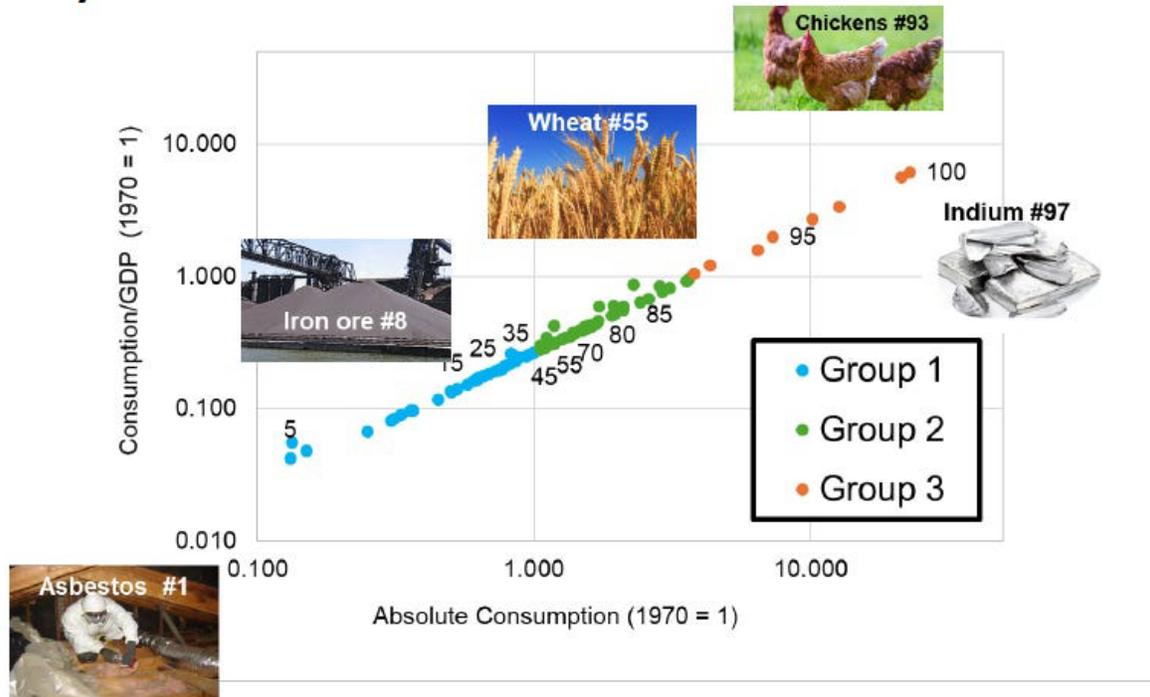 Chickens #93
Wheat #55
Iron ore #8
Indium #97
Asbestos #1
Consumption/GDP (1970 = 1)
10.000
1.000
0.100
0.010
5
25
35
45
55
70
80
85
95
100
Group 1
Group 2
Group 3
0.100
1.000
10.000
Absolute Consumption (1970 = 1)